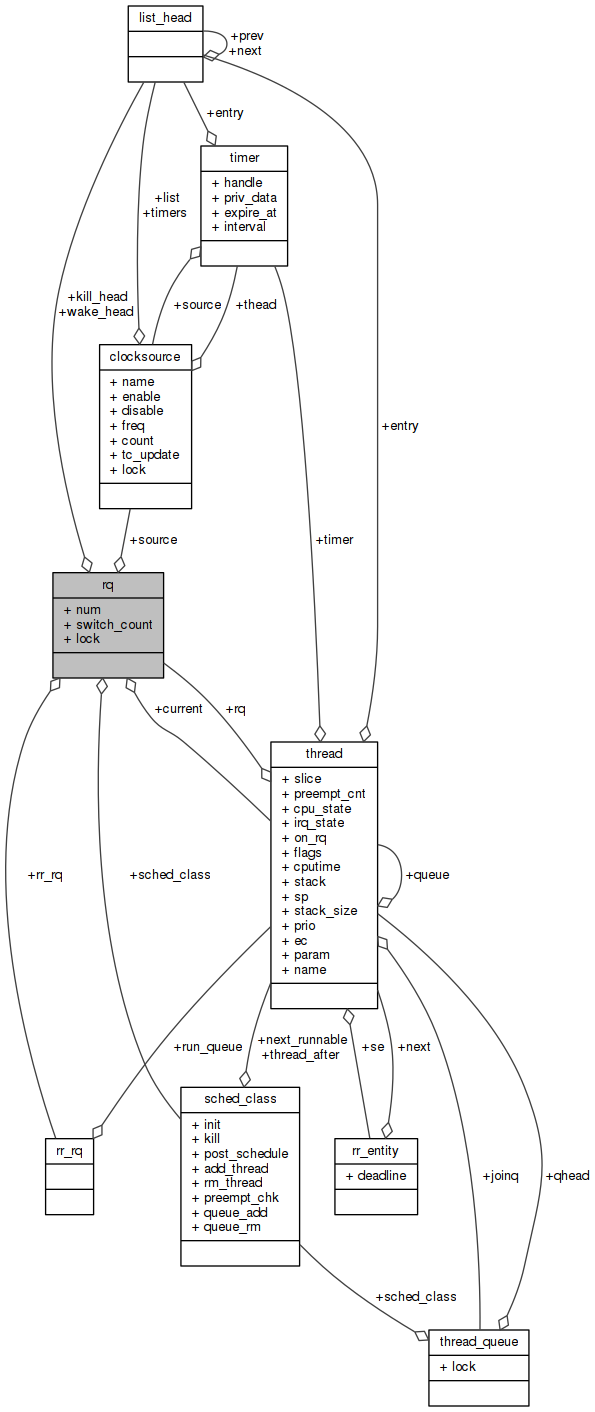 list_head
+prev
+next
+entry
timer
+ handle
+ priv_data
+ expire_at
+ interval
+list
+timers
+kill_head
+wake_head
+source
+thead
clocksource
+ name
+ enable
+ disable
+ freq
+ count
+ tc_update
+ lock
+entry
+source
+timer
rq
+ num
+ switch_count
+ lock
+current
+rq
thread
+ slice
+ preempt_cnt
+ cpu_state
+ irq_state
+ on_rq
+ flags
+ cputime
+ stack
+ sp
+ stack_size
+ prio
+ ec
+ param
+ name
+queue
+rr_rq
+sched_class
+run_queue
+next_runnable
+thread_after
+se
+next
sched_class
+ init
+ kill
+ post_schedule
+ add_thread
+ rm_thread
+ preempt_chk
+ queue_add
+ queue_rm
rr_rq
rr_entity
+ deadline
+joinq
+qhead
+sched_class
thread_queue
+ lock